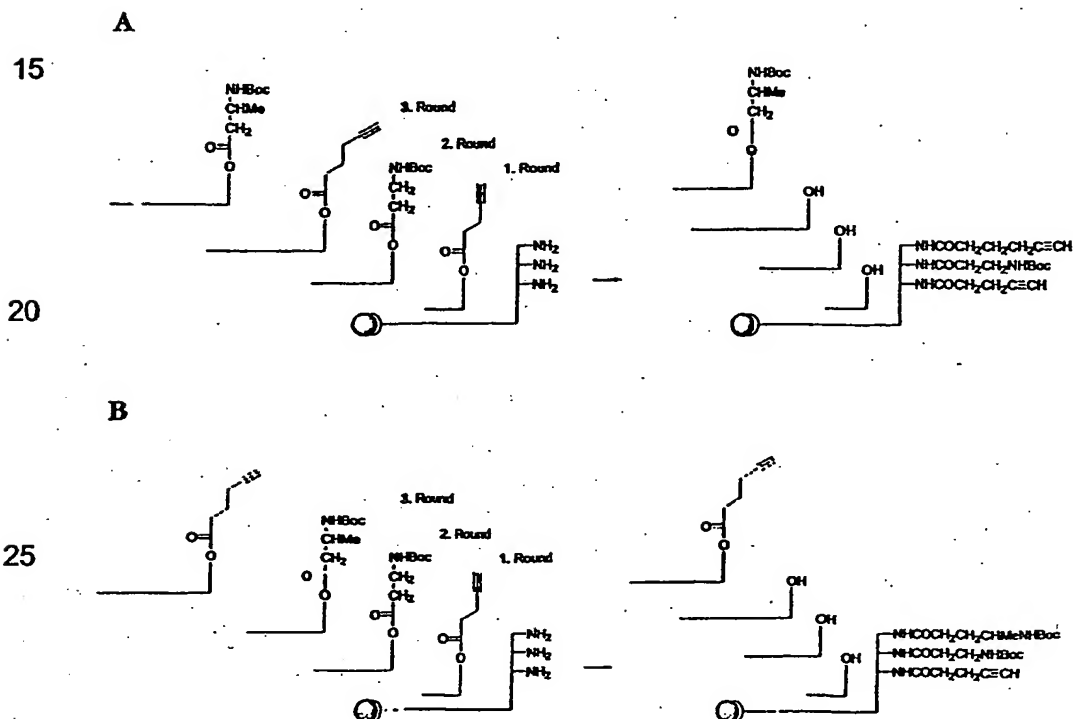 A
15
NHBoc
CHMe
CH₂
O
O
3. Round
O
O
2. Round
NHBoc
CH₂
CH₂
O
O
1. Round
O
O
NH₂
NH₂
NH₂
NHBoc
CHMe
CH₂
O
O
OH
OH
OH
NHCOCH₂CH₂CH₂C≡CH
NHCOCH₂CH₂NHBoc
NHCOCH₂CH₂C≡CH
20
B
25
O
O
3. Round
NHBoc
CHMe
CH₂
O
O
2. Round
NHBoc
CH₂
CH₂
O
O
1. Round
O
O
NH₂
NH₂
NH₂
O
O
OH
OH
OH
NHCOCH₂CH₂CHMeNHBoc
NHCOCH₂CH₂NHBoc
NHCOCH₂CH₂C≡CH